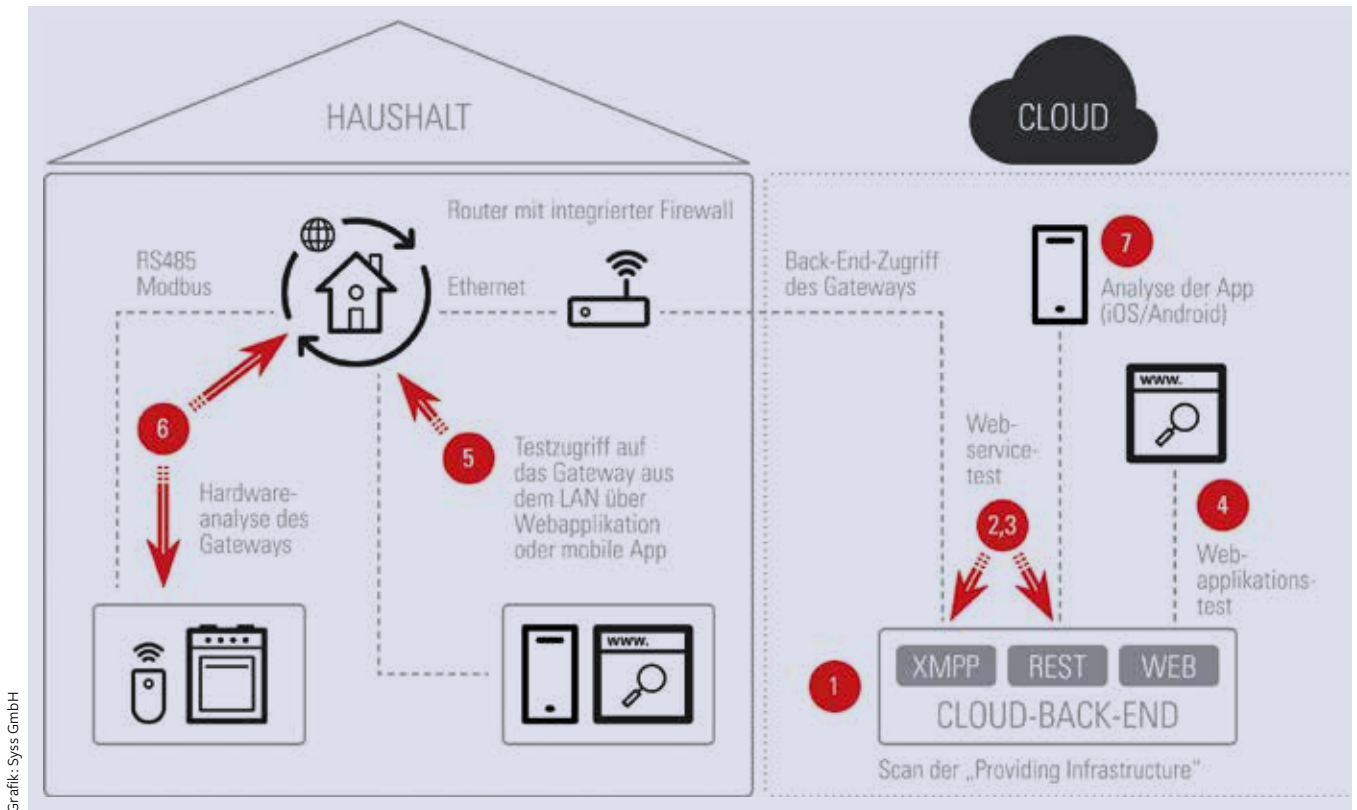 HAUSHALT
CLOUD
Router mit integrierter Firewall
RS485
Modbus
Ethernet
Back-End-Zugriff
des Gateways
7
Analyse der App
(iOS/Android)
www.
6
5
Testzugriff auf
das Gateway aus
dem LAN über
Webapplikation
oder mobile App
Hardware-
analyse des
Gateways
Web-
service-
test
2,3
4
Web-
applikations-
test
www.
1
XMPP
REST
WEB
CLOUD-BACK-END
Scan der „Providing Infrastructure“
Grafik: Syss GmbH